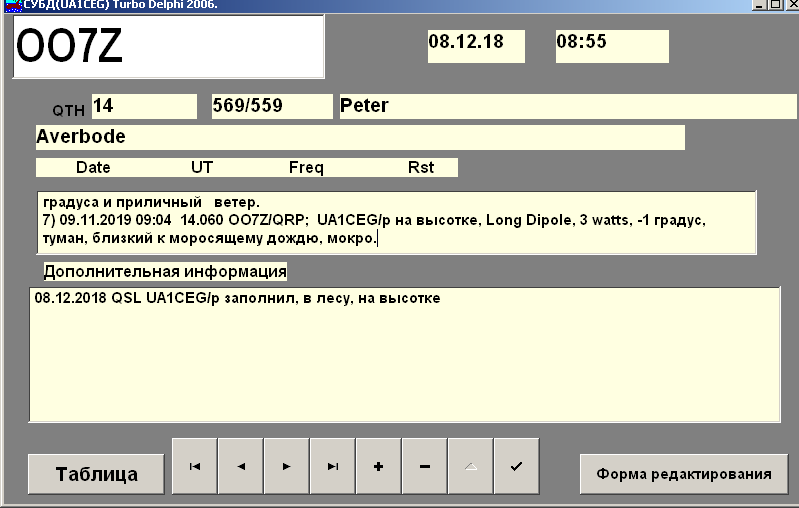 СУБД(UA1CEG) Turbo Delphi 2006.
OO7Z
08.12.18 08:55
QTH 14 569/559 Peter
Averbode
Date UT Freq Rst
градуса и приличный ветер.
7) 09.11.2019 09:04 14.060 OO7Z/QRP; UA1CEG/p на высотке, Long Dipole, 3 watts, -1 градус,
туман, близкий к моросящему дождю, мокро.
Дополнительная информация
08.12.2018 QSL UA1CEG/p заполнил, в лесу, на высотке
Таблица
Форма редактирования